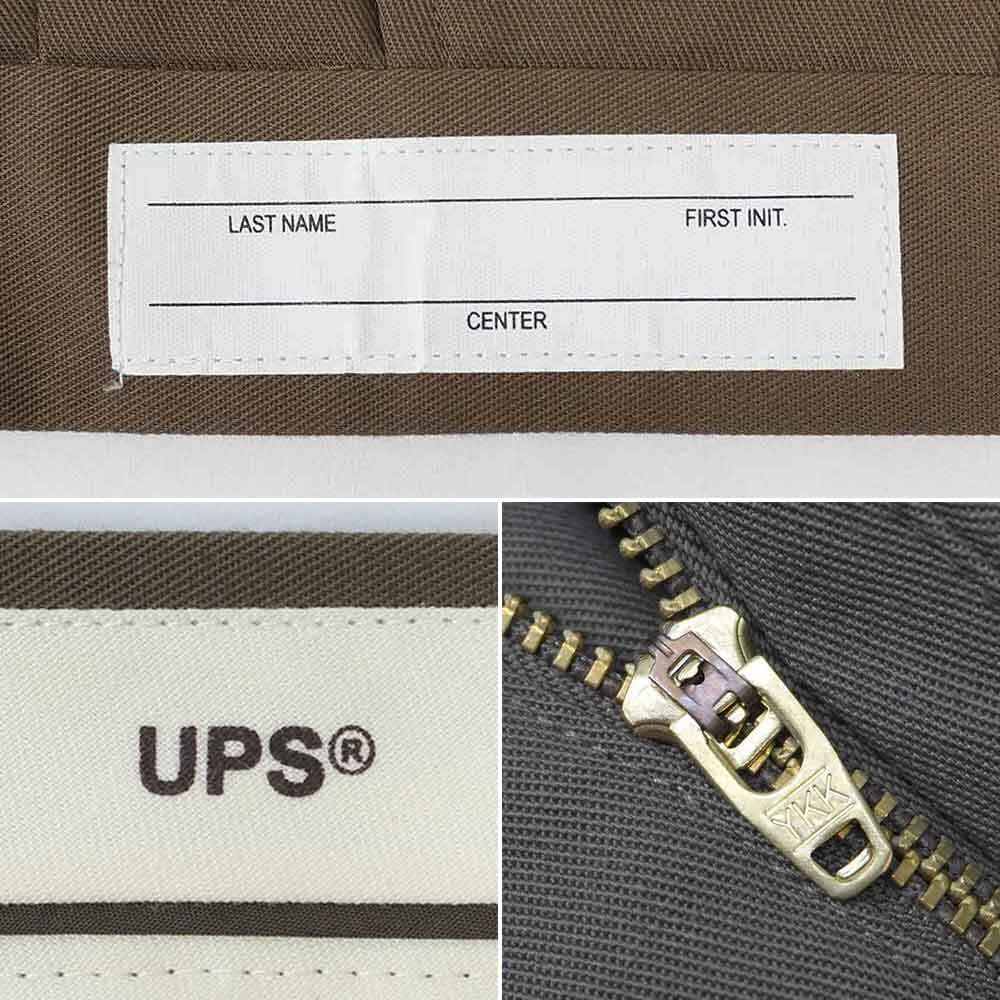 LAST NAME FIRST INIT.
CENTER
UPS®
YKK